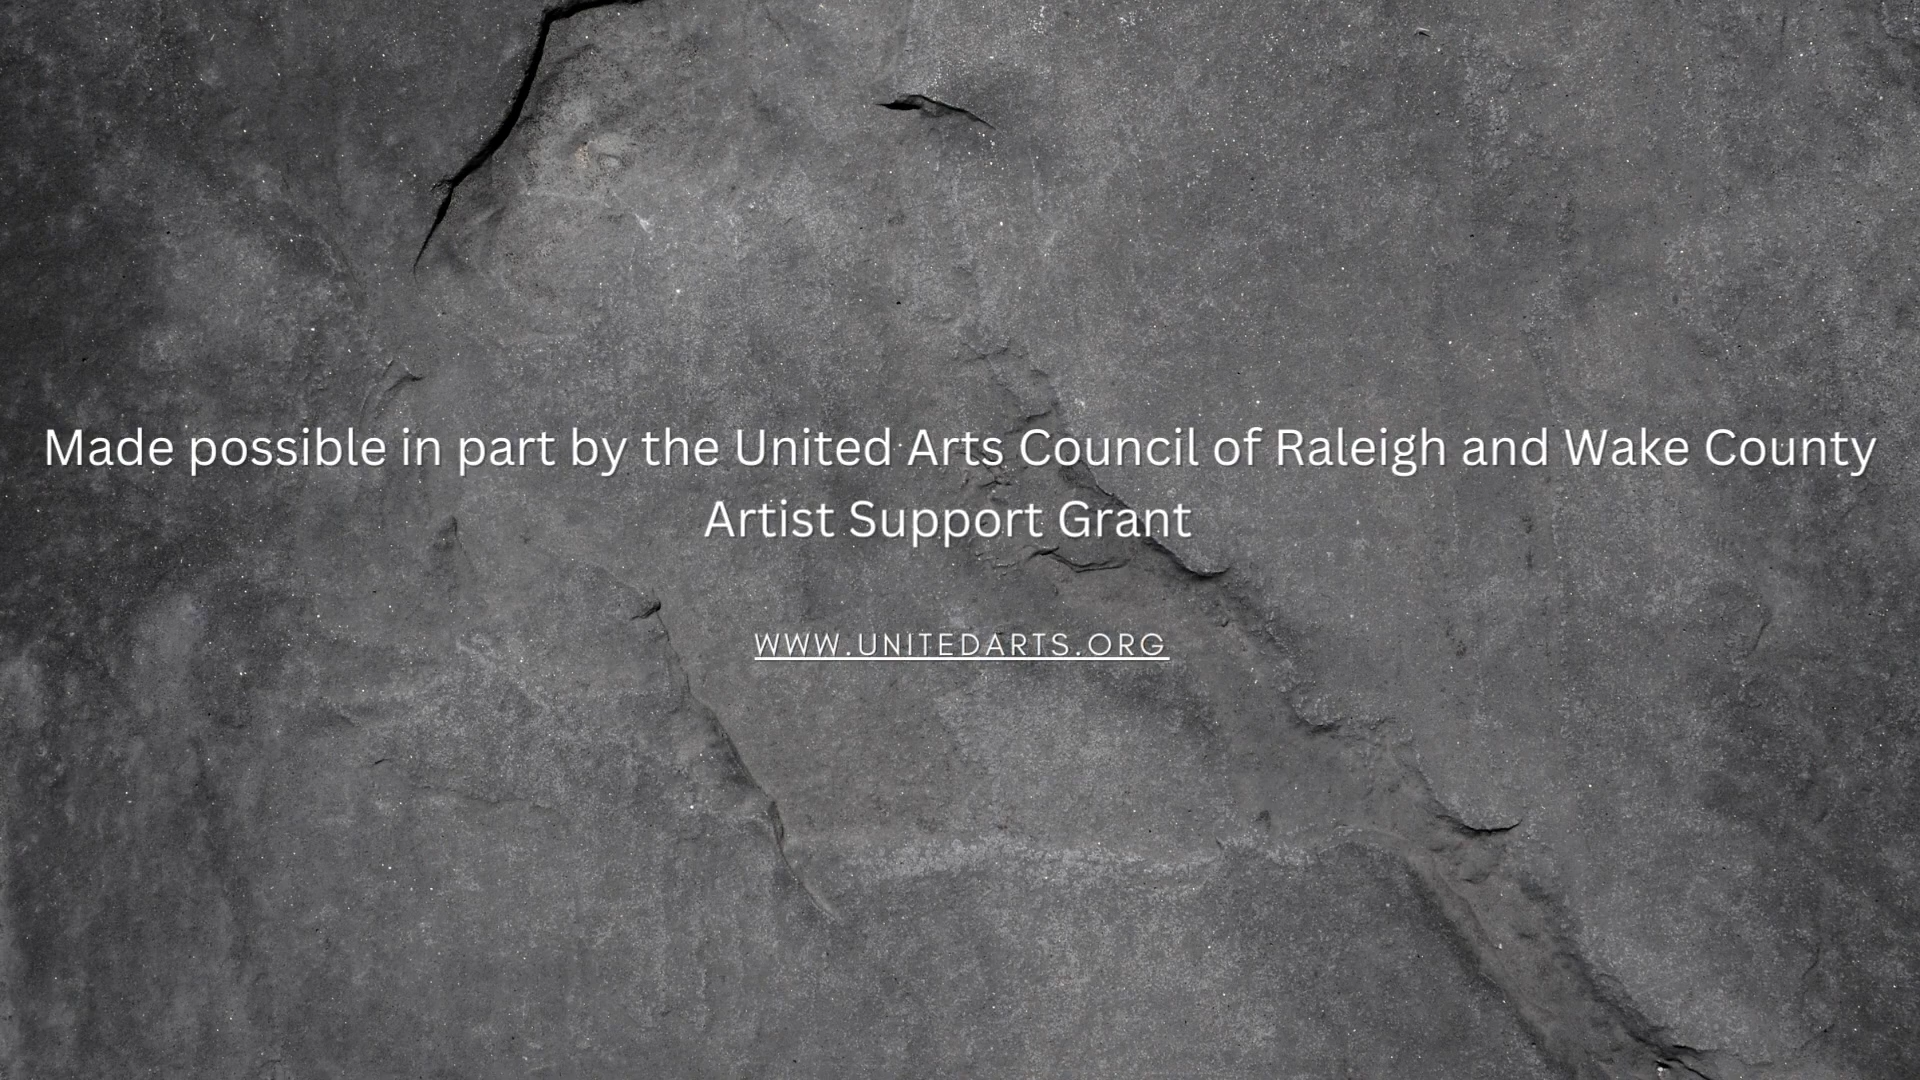 Made possible in part by the United Arts Council of Raleigh and Wake County
Artist Support Grant
WWW.UNITEDARTS.ORG